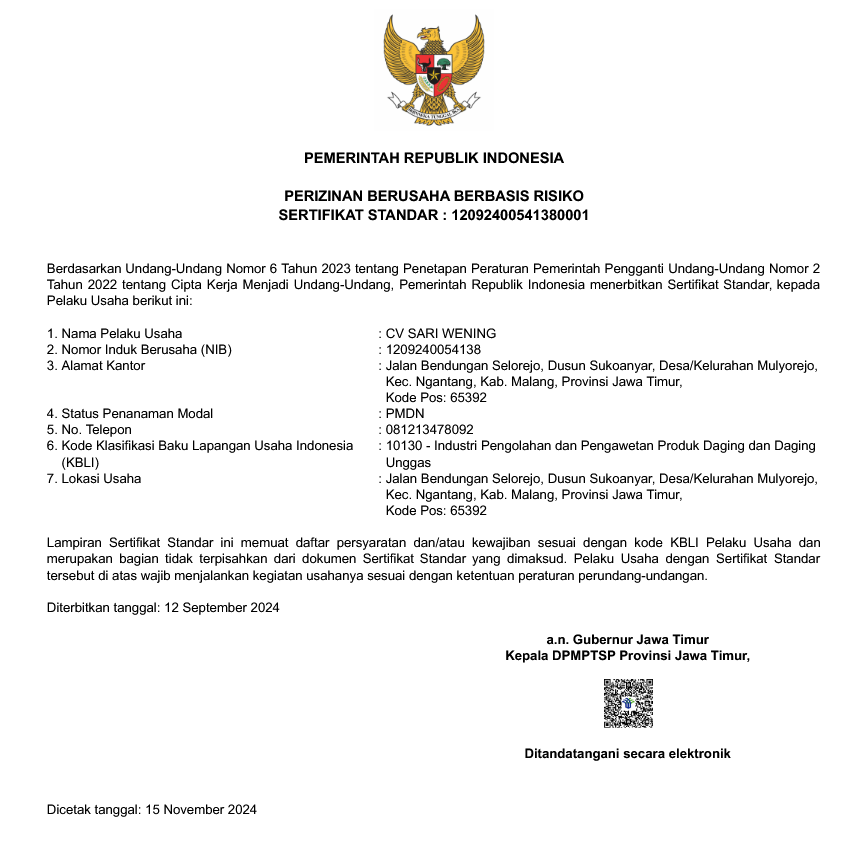 PEMERINTAH REPUBLIK INDONESIA
PERIZINAN BERUSAHA BERBASIS RISIKO
SERTIFIKAT STANDAR : 12092400541380001
Berdasarkan Undang-Undang Nomor 6 Tahun 2023 tentang Penetapan Peraturan Pemerintah Pengganti Undang-Undang Nomor 2
Tahun 2022 tentang Cipta Kerja Menjadi Undang-Undang, Pemerintah Republik Indonesia menerbitkan Sertifikat Standar, kepada
Pelaku Usaha berikut ini:
1. Nama Pelaku Usaha : CV SARI WENING
2. Nomor Induk Berusaha (NIB) : 1209240054138
3. Alamat Kantor : Jalan Bendungan Selorejo, Dusun Sukoanyar, Desa/Kelurahan Mulyorejo,
Kec. Ngantang, Kab. Malang, Provinsi Jawa Timur,
Kode Pos: 65392
4. Status Penanaman Modal : PMDN
5. No. Telepon : 081213478092
6. Kode Klasifikasi Baku Lapangan Usaha Indonesia : 10130 - Industri Pengolahan dan Pengawetan Produk Daging dan Daging
(KBLI) Unggas
7. Lokasi Usaha : Jalan Bendungan Selorejo, Dusun Sukoanyar, Desa/Kelurahan Mulyorejo,
Kec. Ngantang, Kab. Malang, Provinsi Jawa Timur,
Kode Pos: 65392
Lampiran Sertifikat Standar ini memuat daftar persyaratan dan/atau kewajiban sesuai dengan kode KBLI Pelaku Usaha dan
merupakan bagian tidak terpisahkan dari dokumen Sertifikat Standar yang dimaksud. Pelaku Usaha dengan Sertifikat Standar
tersebut di atas wajib menjalankan kegiatan usahanya sesuai dengan ketentuan peraturan perundang-undangan.
Diterbitkan tanggal: 12 September 2024
a.n. Gubernur Jawa Timur
Kepala DPMPTSP Provinsi Jawa Timur,
Ditandatangani secara elektronik
Dicetak tanggal: 15 November 2024